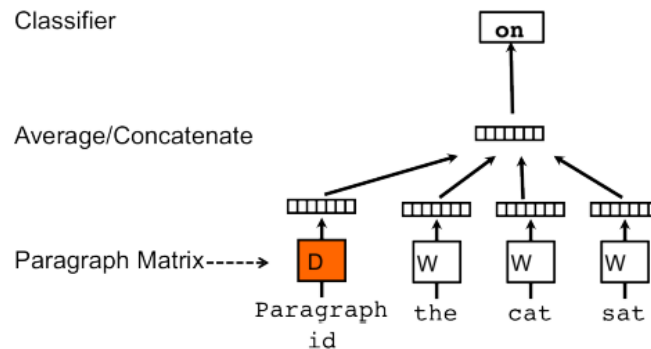 Classifier
on
Average/Concatenate
Paragraph Matrix
D
W
W
W
Paragraph
id
the
cat
sat